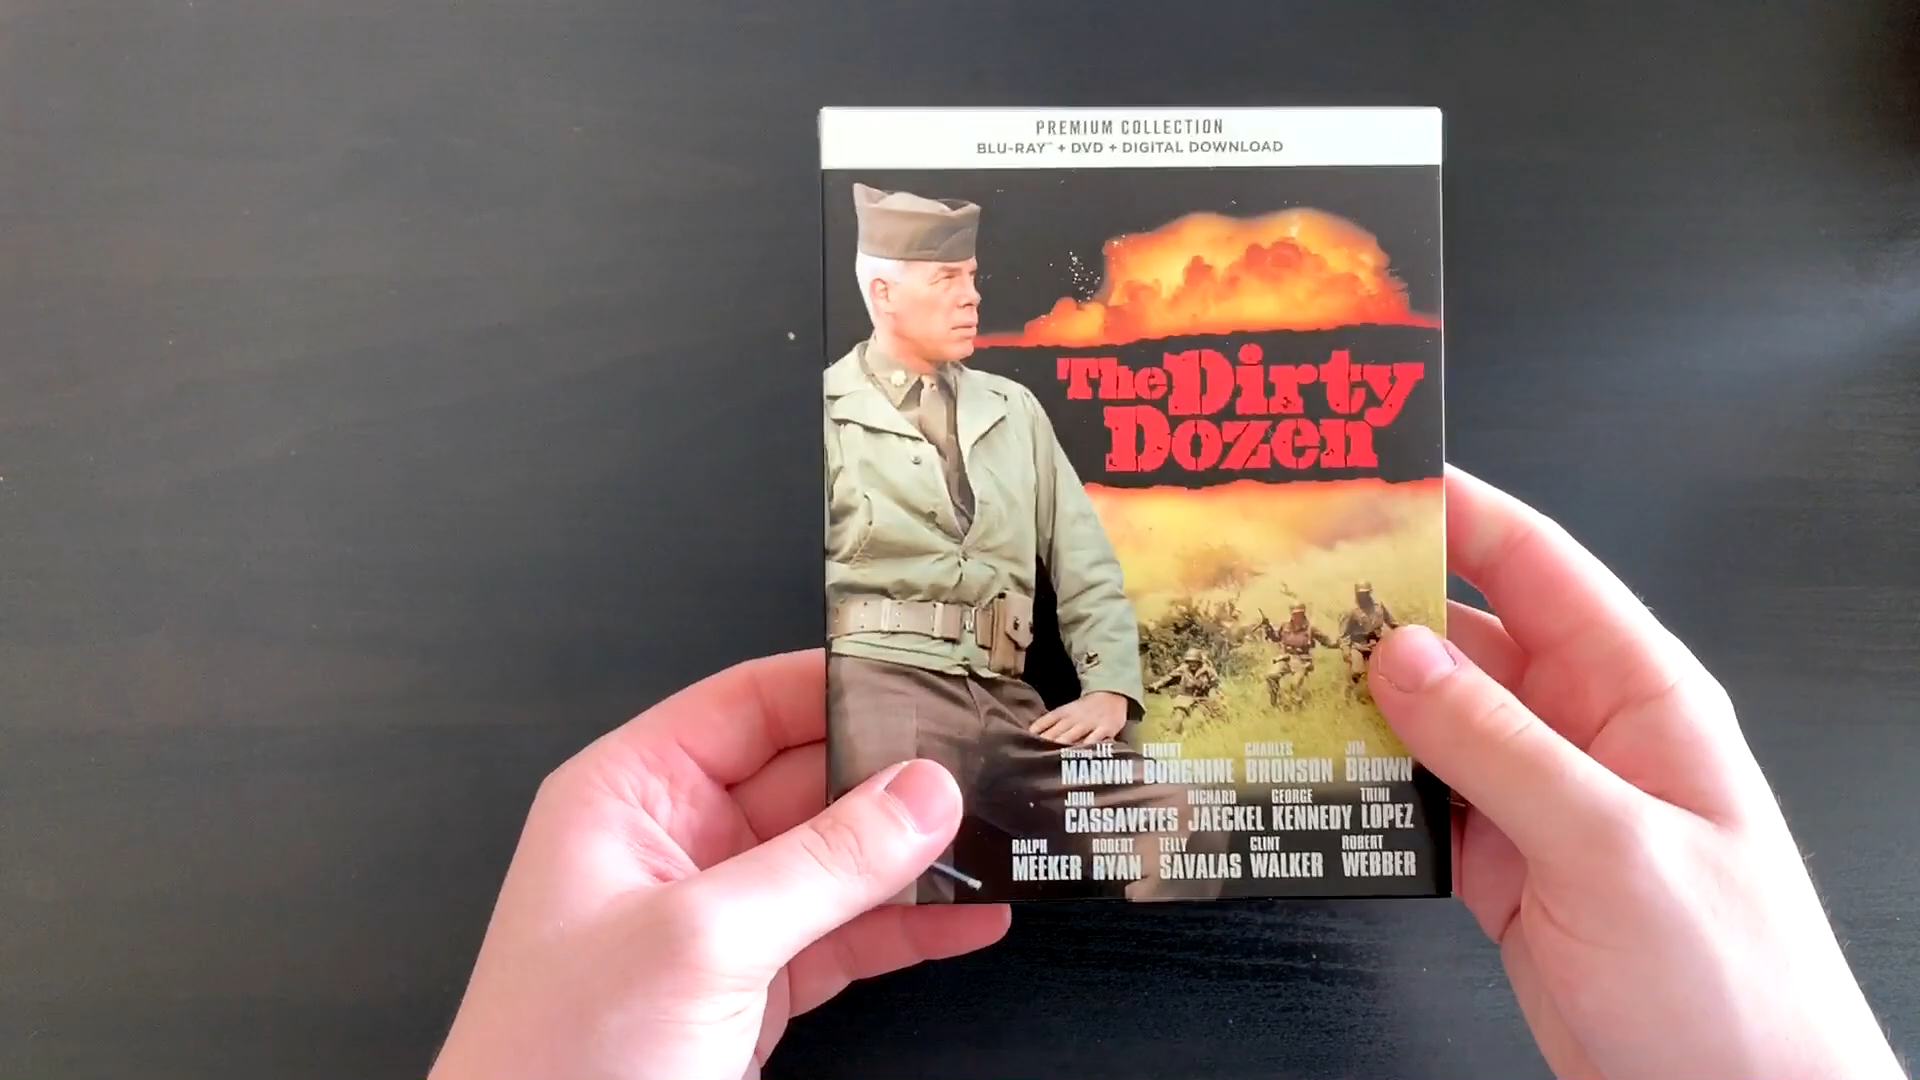 PREMIUM COLLECTION
BLU-RAY™ + DVD + DIGITAL DOWNLOAD
The Dirty
Dozen
Starring LEE ERNEST CHARLES JIM
MARVIN BORGNINE BRONSON BROWN
JOHN RICHARD GEORGE TRINI
CASSAVETES JAECKEL KENNEDY LOPEZ
RALPH ROBERT TELLY CLINT ROBERT
MEEKER RYAN SAVALAS WALKER WEBBER